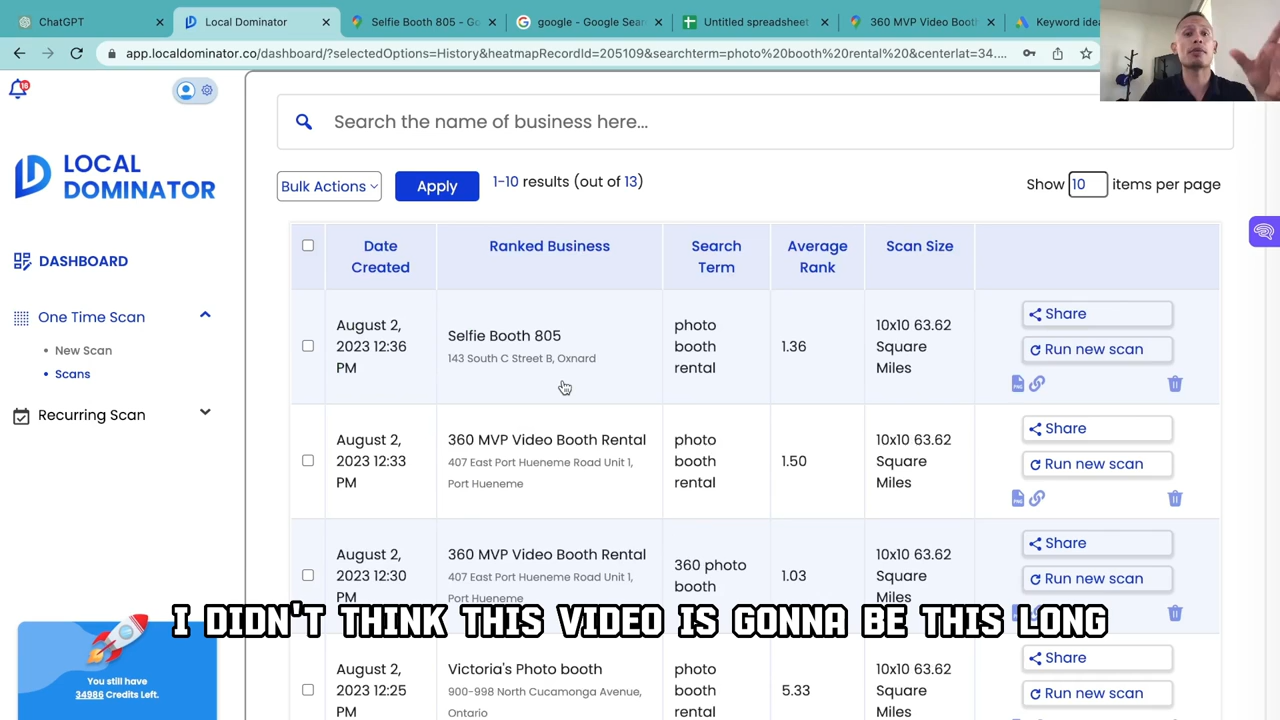 ChatGPT
Local Dominator
Selfie Booth 805 - Go
google - Google Sear
Untitled spreadsheet
360 MVP Video Booth
Keyword idea
app.localdominator.co/dashboard/?selectedOptions=History&heatmapRecordId=205109&searchterm=photo%20booth%20rental%20&centerlat=34....
LOCAL
DOMINATOR
DASHBOARD
One Time Scan
New Scan
Scans
Recurring Scan
You still have
34986 Credits Left.
Search the name of business here...
Bulk Actions
Apply
1-10 results (out of 13)
Show 10 items per page
Date Created
Ranked Business
Search Term
Average Rank
Scan Size
August 2, 2023 12:36 PM
Selfie Booth 805
143 South C Street B, Oxnard
photo booth rental
1.36
10x10 63.62 Square Miles
Share
Run new scan
August 2, 2023 12:33 PM
360 MVP Video Booth Rental
407 East Port Hueneme Road Unit 1, Port Hueneme
photo booth rental
1.50
10x10 63.62 Square Miles
Share
Run new scan
August 2, 2023 12:30 PM
360 MVP Video Booth Rental
407 East Port Hueneme Road Unit 1, Port Hueneme
360 photo booth
1.03
10x10 63.62 Square Miles
Share
Run new scan
I DIDN'T THINK THIS VIDEO IS GONNA BE THIS LONG
August 2, 2023 12:25 PM
Victoria's Photo booth
900-998 North Cucamonga Avenue, Ontario
photo booth rental
5.33
10x10 63.62 Square Miles
Share
Run new scan